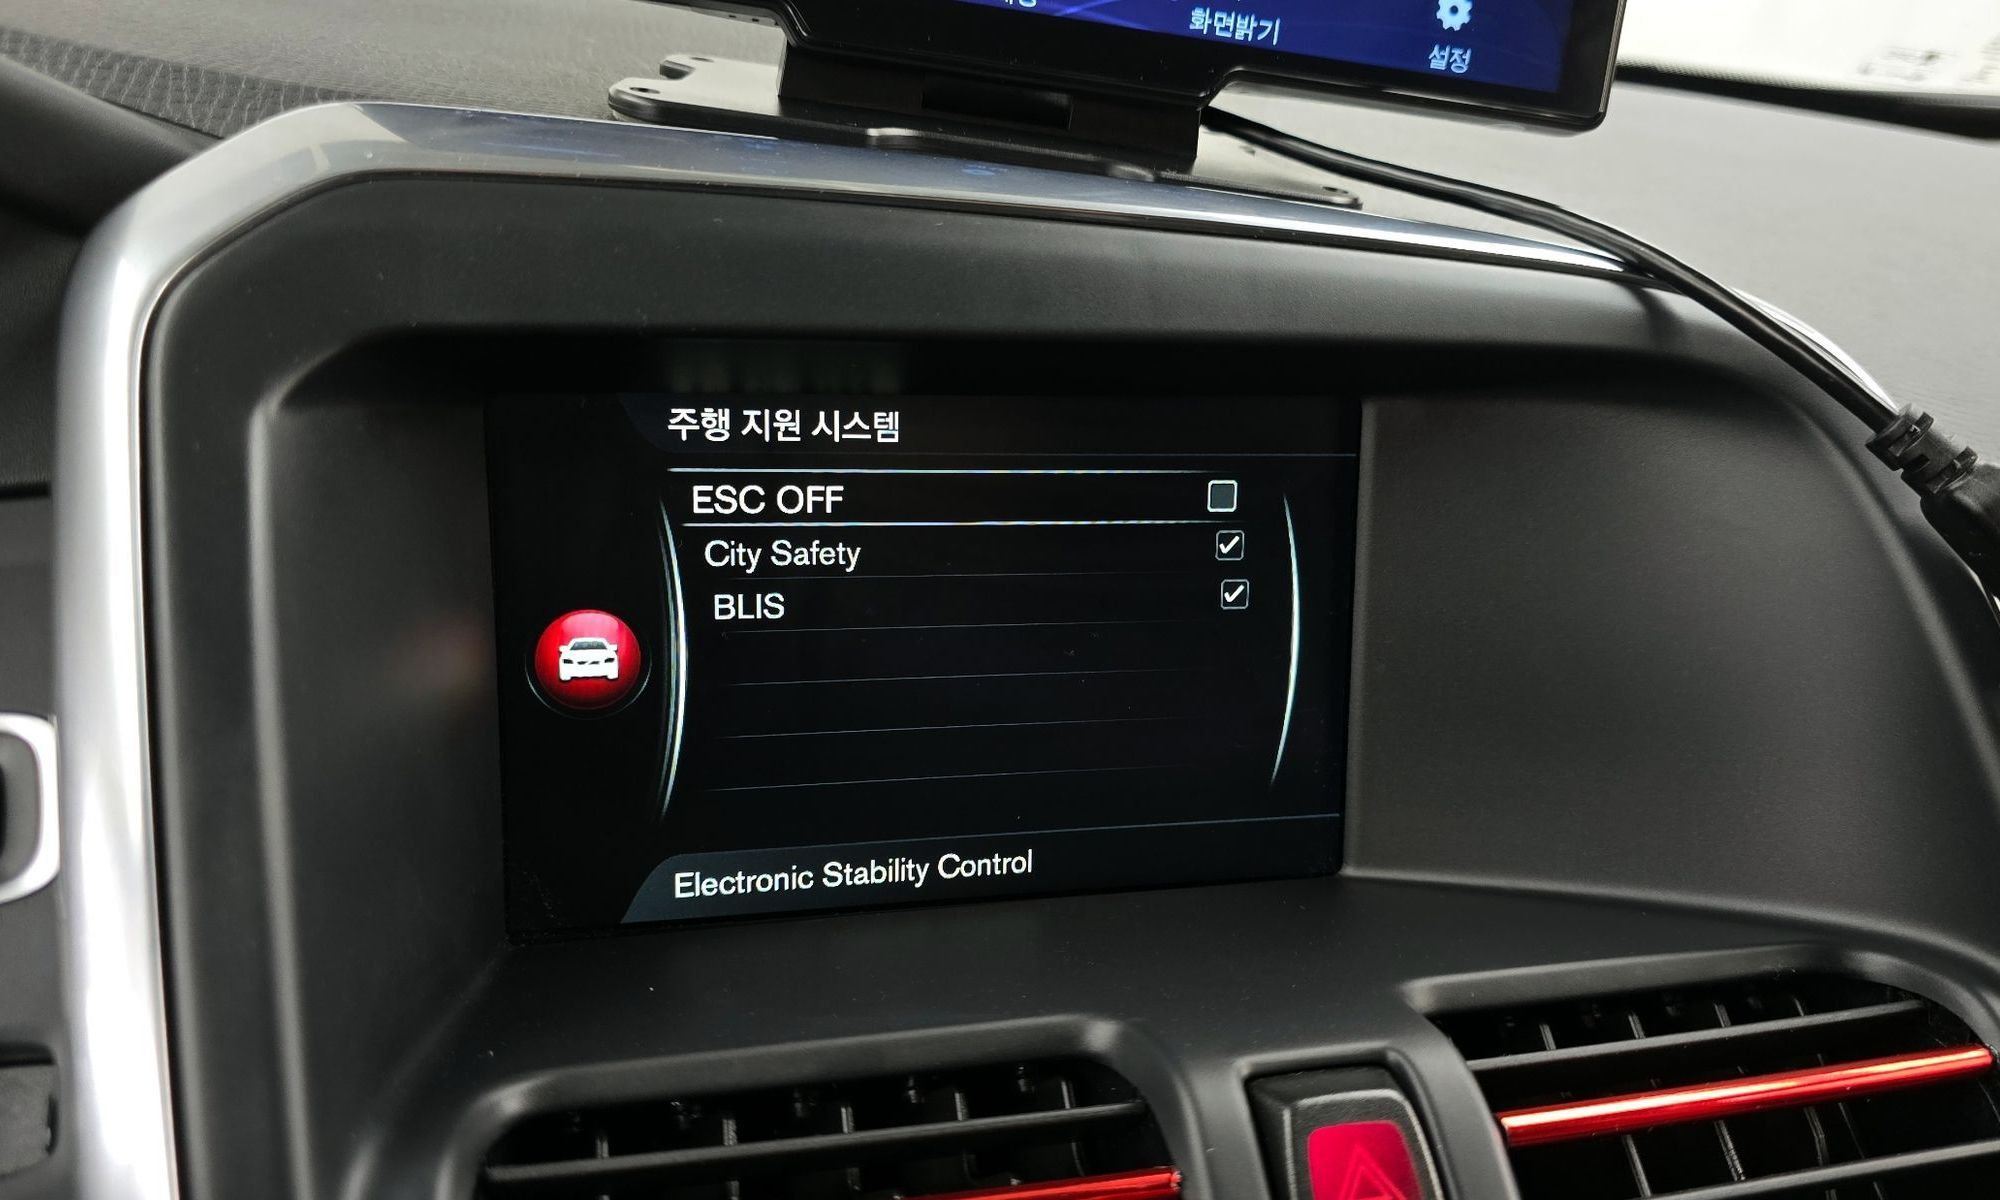 화면밝기
설정
주행 지원 시스템
ESC OFF
City Safety
BLIS
Electronic Stability Control